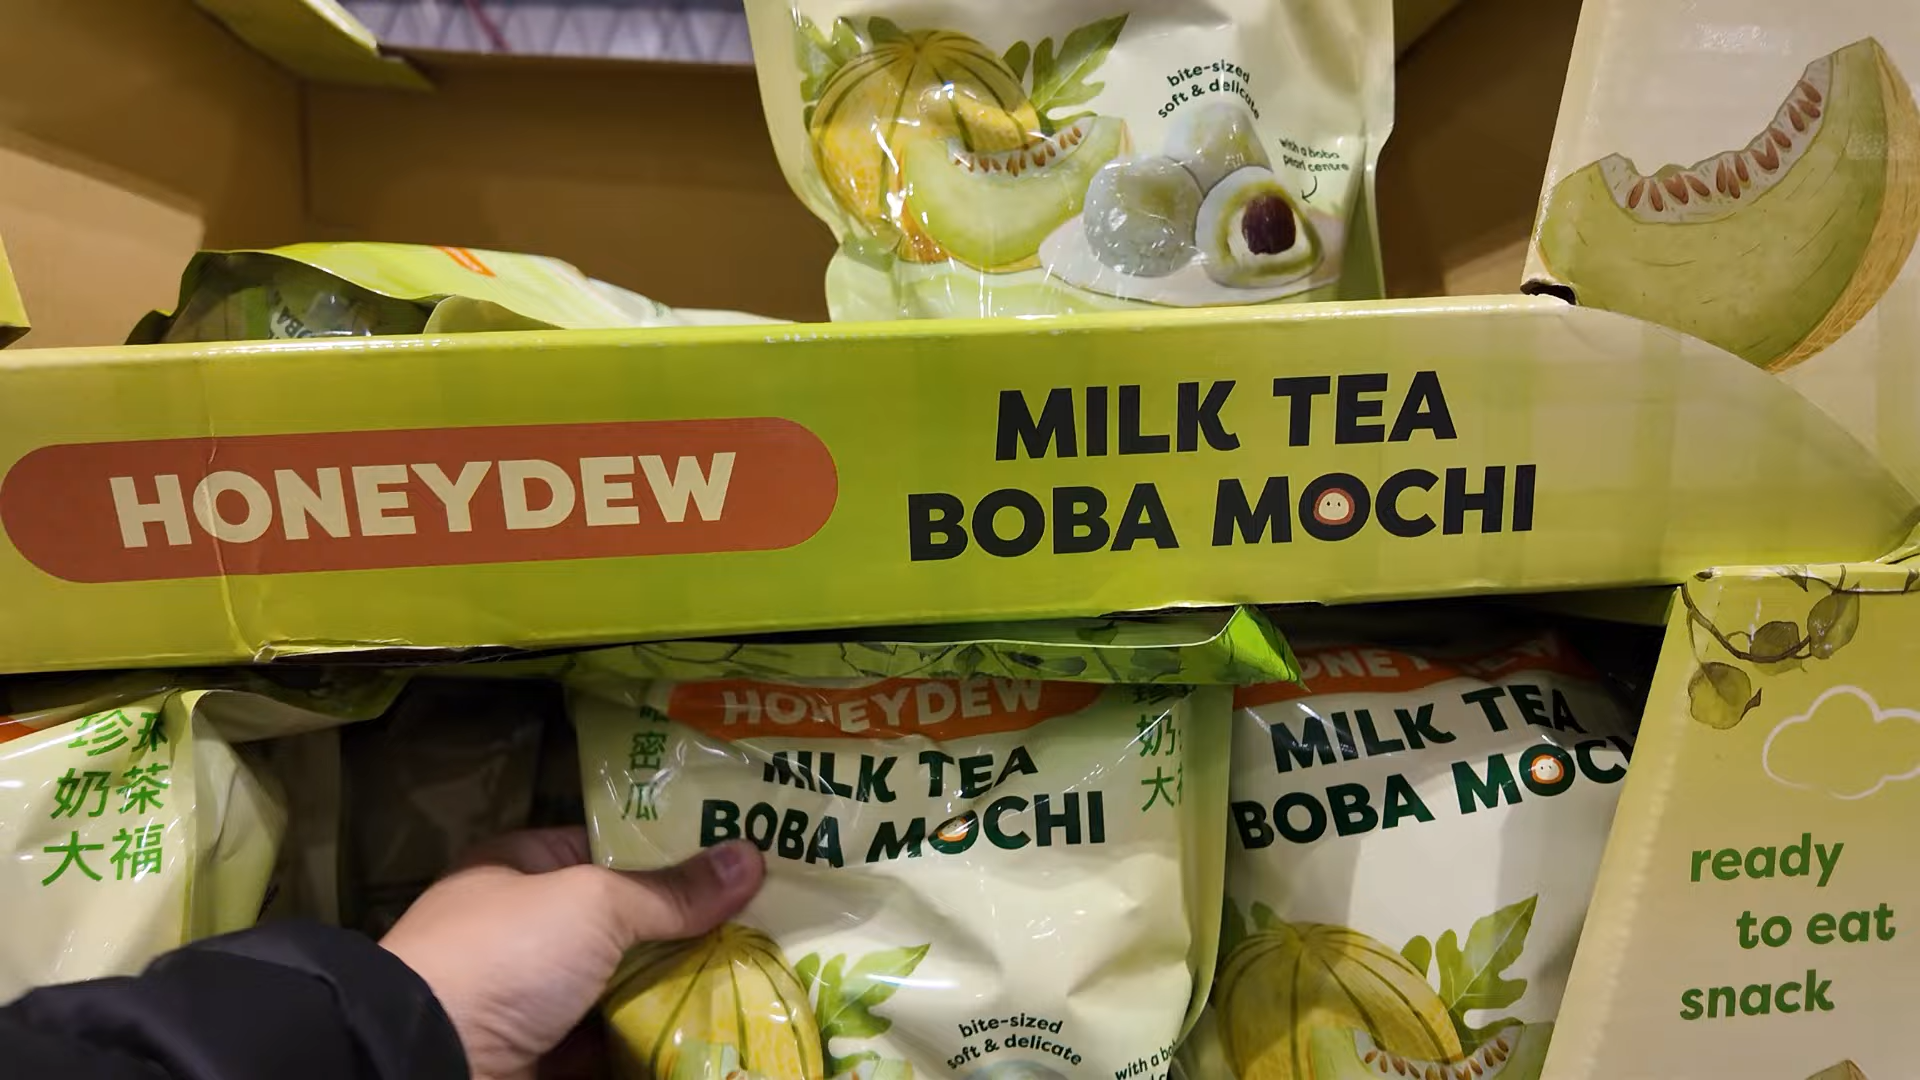 bite-sized
soft & delicate
with a boba
pearl centre
HONEYDEW
MILK TEA
BOBA MOCHI
珍珠
奶茶
大福
密
瓜
HONEYDEW
MILK TEA
BOBA MOCHI
珍
奶
大
bite-sized
soft & delicate
with a
MILK TEA
BOBA MOC
ready
to eat
snack